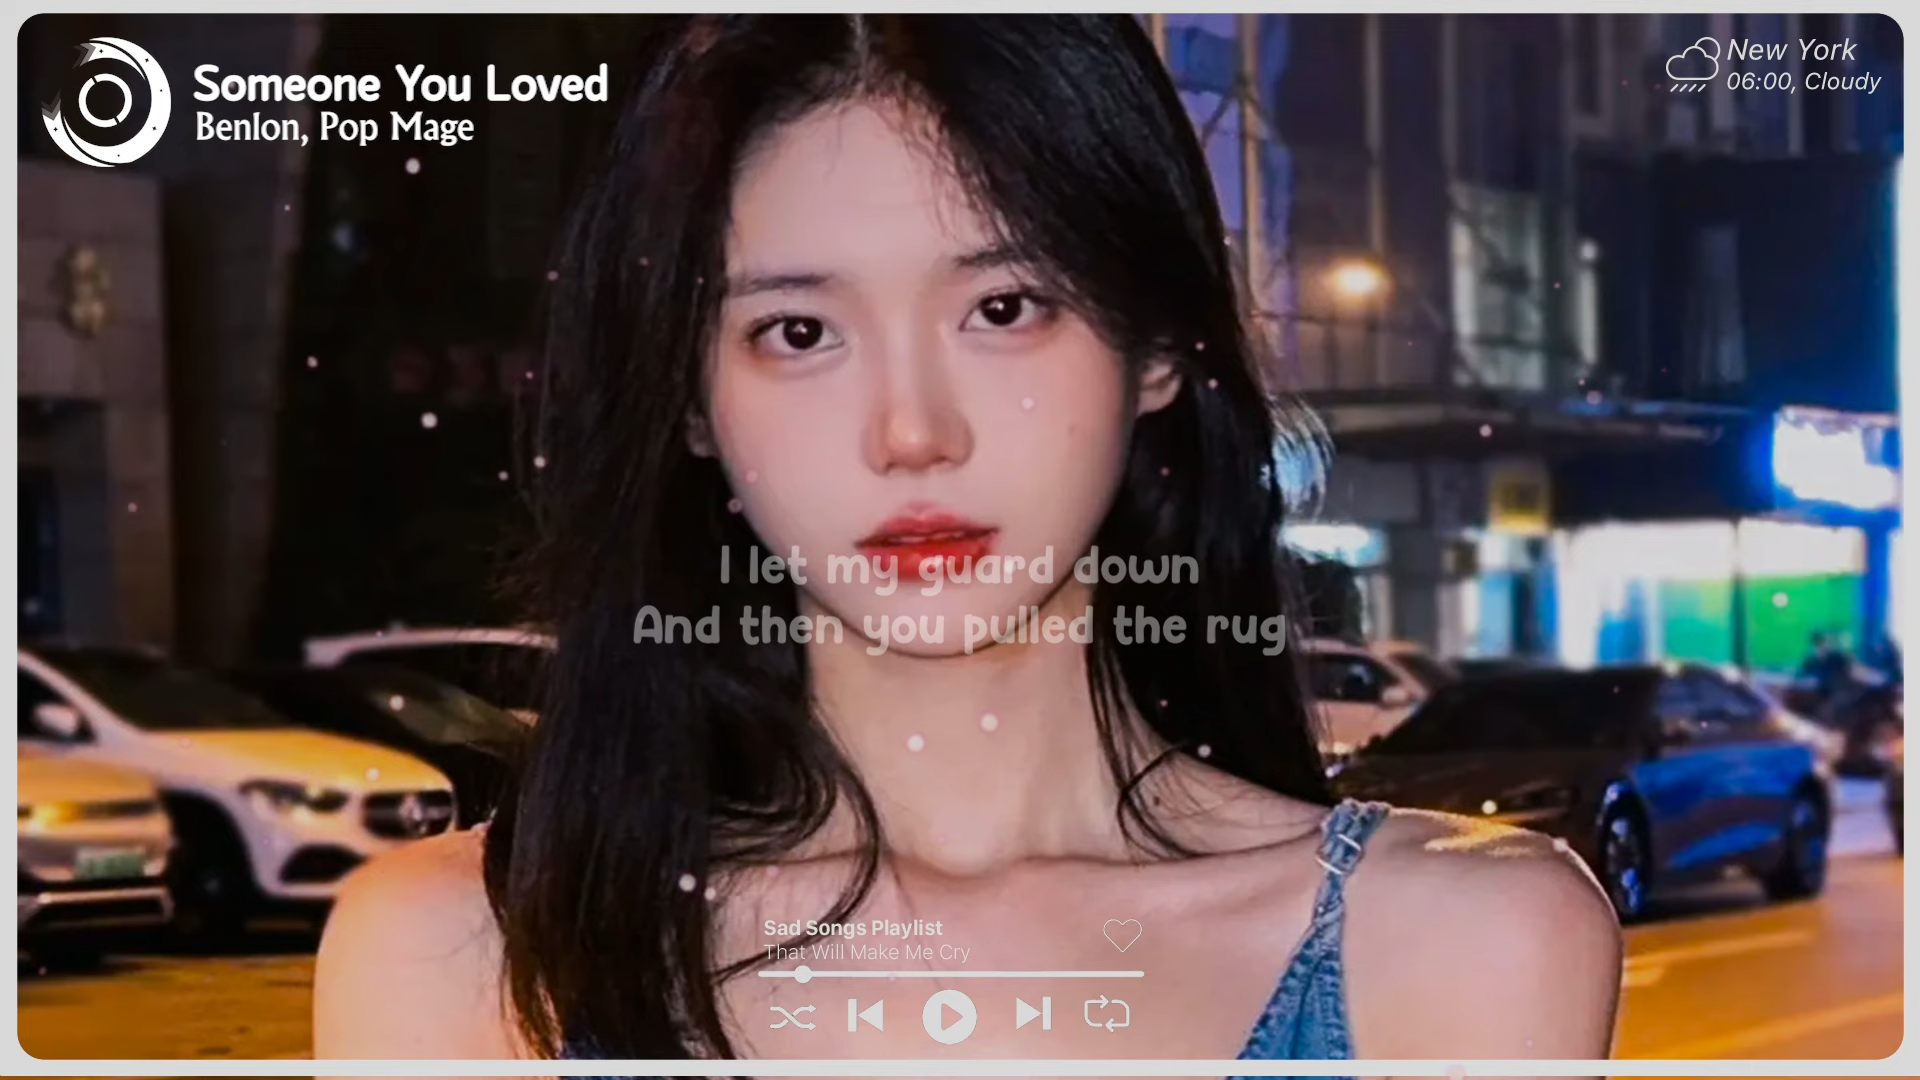 Someone You Loved
Benlon, Pop Mage
New York
06:00, Cloudy
I let my guard down
And then you pulled the rug
Sad Songs Playlist
That Will Make Me Cry